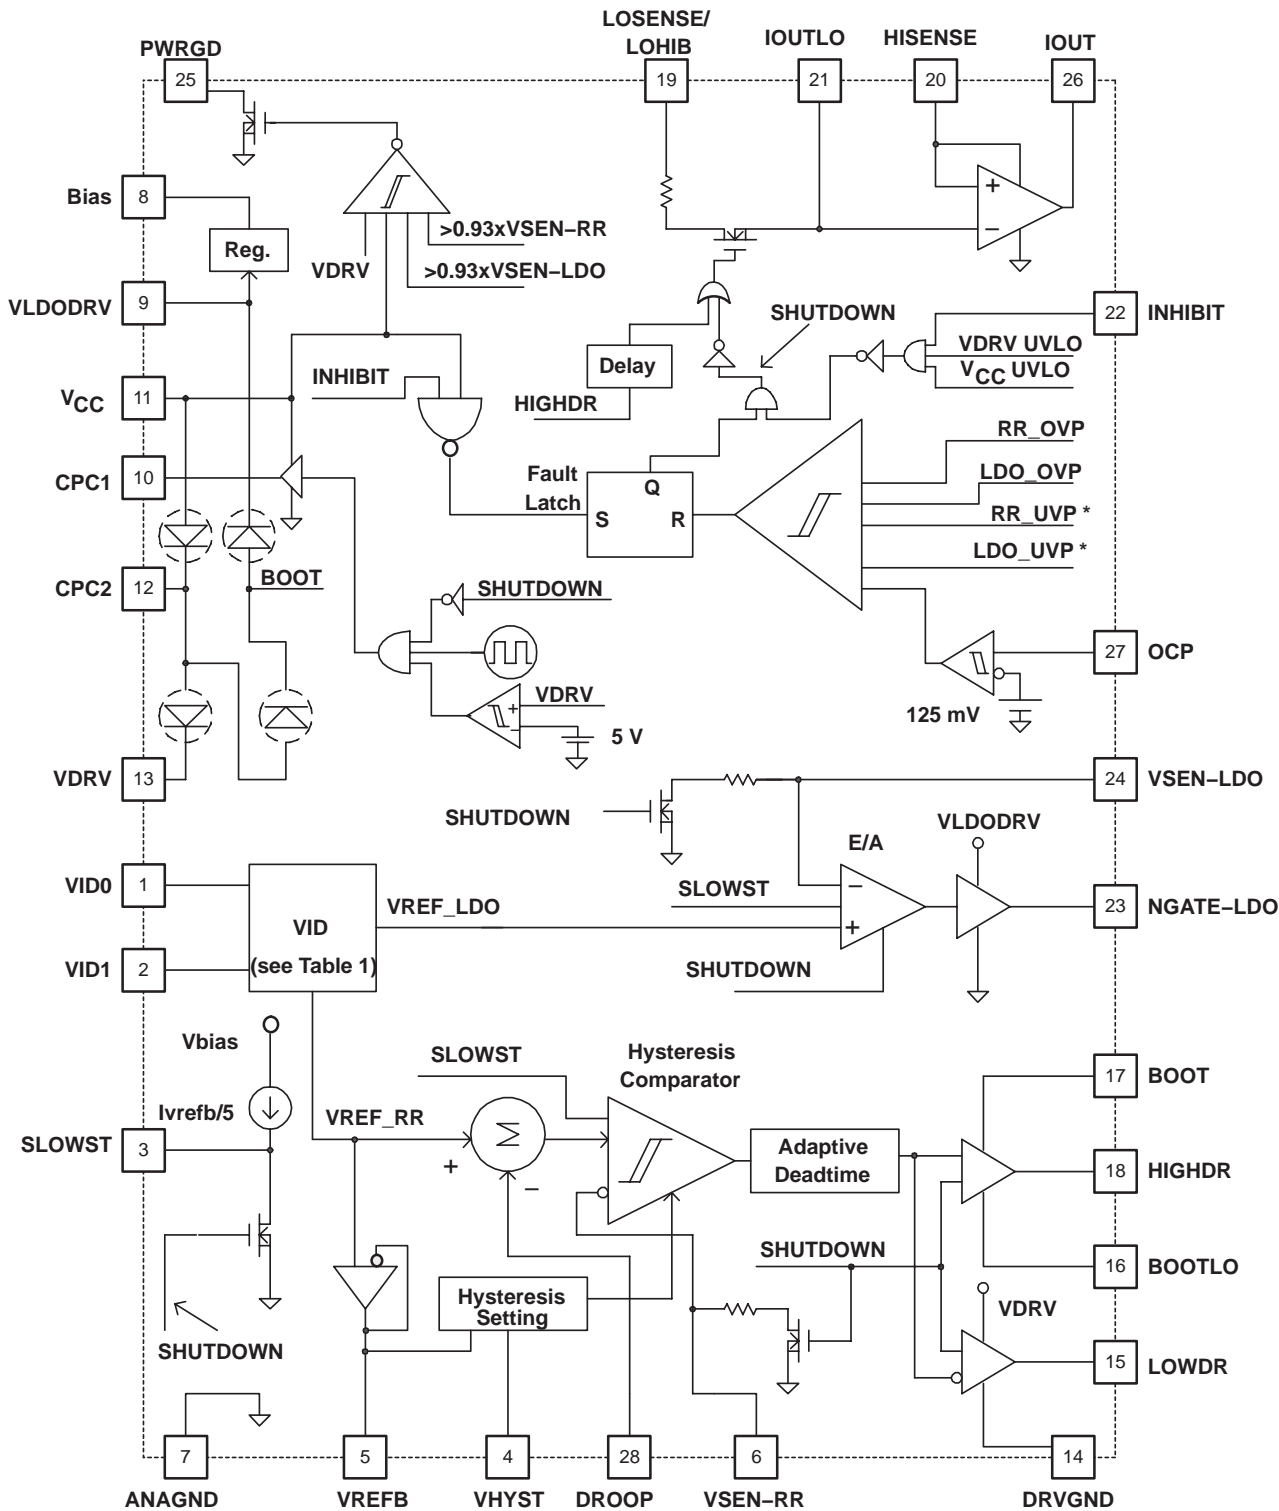 LOSENSE/
LOHIB
IOUTLO
HISENSE
IOUT
PWRGD
25
19
21
20
26
Bias
8
Reg.
>0.93xVSEN−RR
>0.93xVSEN−LDO
VDRV
+
−
VLDODRV
9
SHUTDOWN
22
INHIBIT
VDRV UVLO
VCC UVLO
Delay
HIGHDR
INHIBIT
VCC
11
RR_OVP
LDO_OVP
RR_UVP *
LDO_UVP *
CPC1
10
Fault
Latch
Q
S
R
BOOT
CPC2
12
SHUTDOWN
27
OCP
VDRV
+
−
5 V
125 mV
VDRV
13
24
VSEN-LDO
SHUTDOWN
VLDODRV
E/A
VID0
1
SLOWST
−
+
VREF_LDO
23
NGATE−LDO
VID
(see Table 1)
VID1
2
SHUTDOWN
Vbias
Hysteresis
Comparator
SLOWST
17
BOOT
Ivrefb/5
VREF_RR
Σ
+
−
Adaptive
Deadtime
SLOWST
3
18
HIGHDR
SHUTDOWN
16
BOOTLO
Hysteresis
Setting
VDRV
SHUTDOWN
15
LOWDR
7
5
4
28
6
14
ANAGND
VREFB
VHYST
DROOP
VSEN−RR
DRVGND